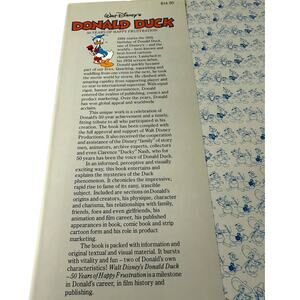 $14.95
Walt Disney's
DONALD DUCK
50 YEARS OF HAPPY FRUSTRATION
1984 marks the 50th
birthday of Donald Duck,
one of Disney's – and the
world's – best-known and
best-loved cartoon
characters. Launched in
his 1934 screen debut,
Donald quickly became
part of our lives, blustering, squawking and
waddling from one crisis to the next, he took
the movie world by storm. He climbed with
amazing rapidity from supporting player to
star to international superstar. With equal
vigor, humor, and persistence, Donald
entered the realms of publishing, comics and
product marketing. Over the years, Donald
has won global appeal and worldwide
acclaim.
This unique work is a celebration of
Donald's 50 year achievement and a timely,
fitting tribute to all who participated in his
creation. The book has been compiled with
the full approval and support of Walt Disney
Productions. It also received the cooperation
and assistance of the Disney "family" of story
men, animators, archive experts, collectors
and even Clarence "Ducky" Nash, who for
50 years has been the voice of Donald Duck.
In an informed, perceptive and visually
exciting way, this book entertains and
explains the mysteries of the Duck
phenomenon. It chronicles the impressive,
rapid rise to fame of its zany, irascible
subject. Included are sections on Donald's
origins and creators, his physique, character
and charisma, his relationships with family,
friends, foes and even girlfriends, his
animation and film career, his published
appearances in book, comic book and strip
cartoon form and his role in product
marketing.
The book is packed with information and
original textual and visual material. It bursts
with vitality and fun – two of Donald's own
characteristics! Walt Disney's Donald Duck
–50 Years of Happy Frustration is a milestone
in Donald's career, in film history and
publishing.